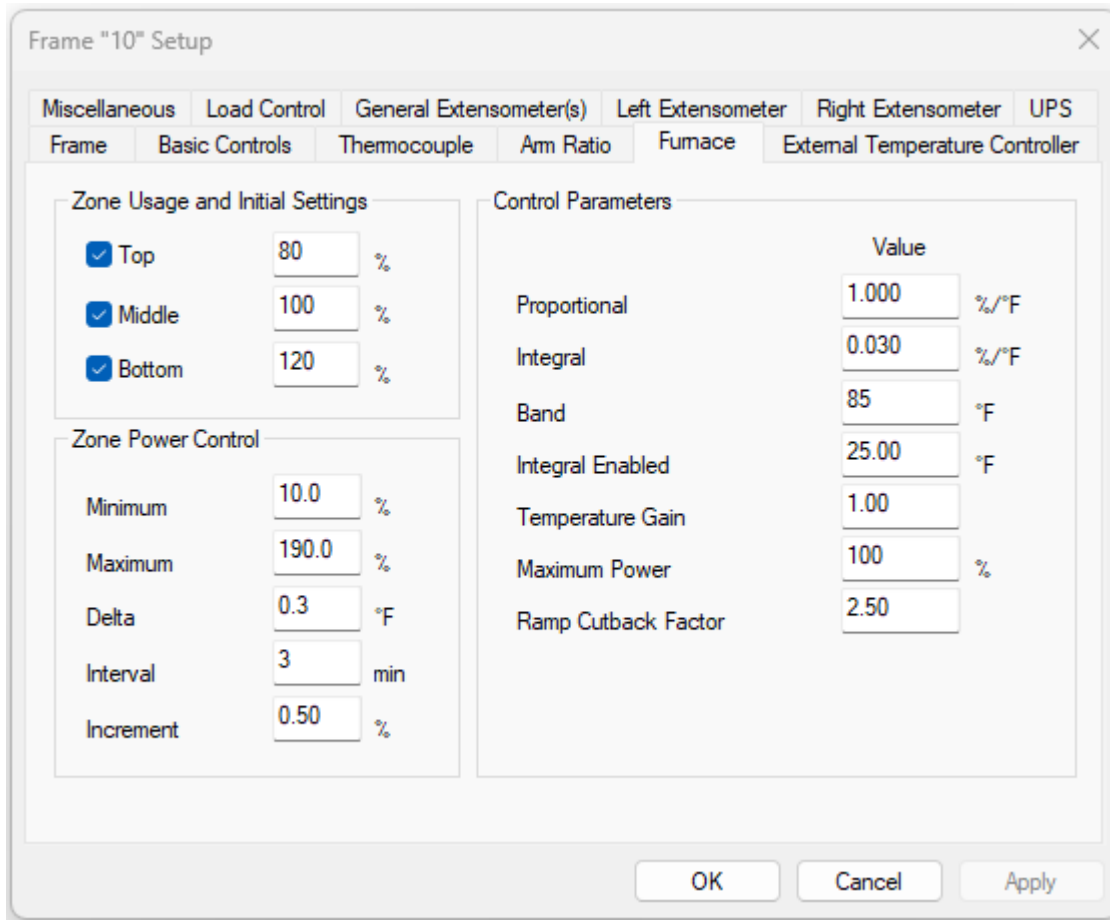 Frame "10" Setup
Miscellaneous Load Control General Extensometer(s) Left Extensometer Right Extensometer UPS
Frame Basic Controls Thermocouple Arm Ratio Furnace External Temperature Controller
Zone Usage and Initial Settings
Top 80 %
Middle 100 %
Bottom 120 %
Zone Power Control
Minimum 10.0 %
Maximum 190.0 %
Delta 0.3 °F
Interval 3 min
Increment 0.50 %
Control Parameters
Value
Proportional 1.000 %/°F
Integral 0.030 %/°F
Band 85 °F
Integral Enabled 25.00 °F
Temperature Gain 1.00
Maximum Power 100 %
Ramp Cutback Factor 2.50
OK Cancel Apply